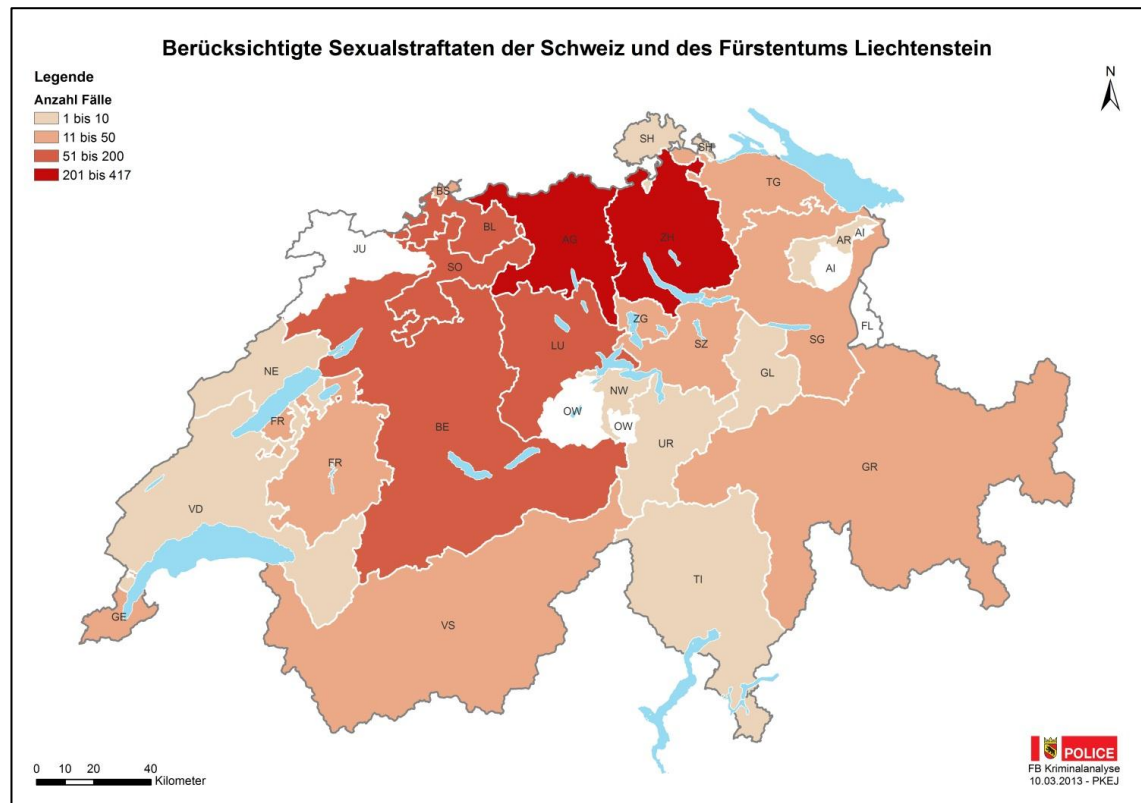 Berücksichtigte Sexualstraftaten der Schweiz und des Fürstentums Liechtenstein
Legende
Anzahl Fälle
1 bis 10
11 bis 50
51 bis 200
201 bis 417
N
SH
SH
BS
TG
BL
JU
AG
ZH
AR
AI
SO
AI
ZG
FL
LU
SZ
SG
NE
GL
NW
OW
FR
BE
OW
UR
FR
GR
VD
TI
GE
VS
0 10 20 40
Kilometer
POLICE
FB Kriminalanalyse
10.03.2013 - PKEJ